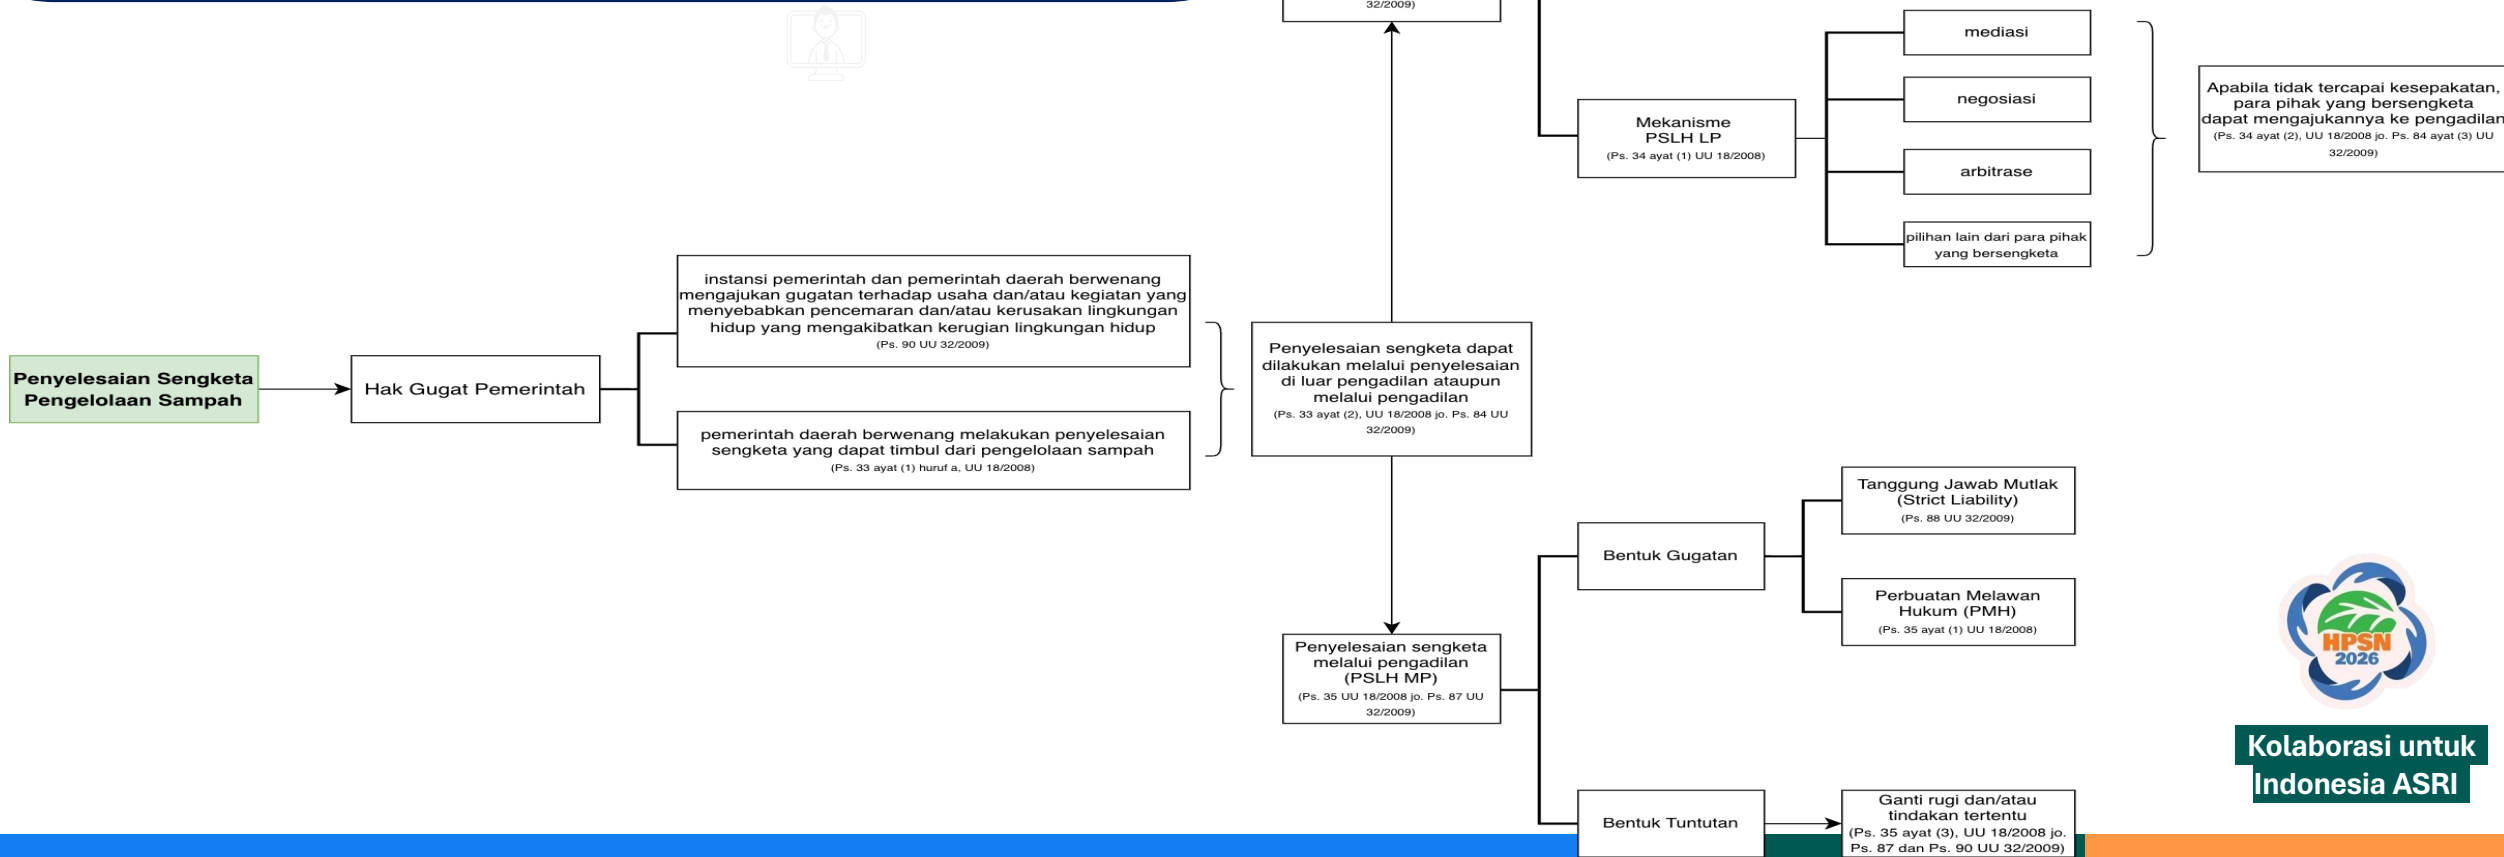 32/2009)
mediasi
negosiasi
arbitrase
pilihan lain dari para pihak
yang bersengketa
Mekanisme
PSLH LP
(Ps. 34 ayat (1) UU 18/2008)
Apabila tidak tercapai kesepakatan,
para pihak yang bersengketa
dapat mengajukannya ke pengadilan
(Ps. 34 ayat (2), UU 18/2008 jo. Ps. 84 ayat (3) UU
32/2009)
Penyelesaian Sengketa
Pengelolaan Sampah
Hak Gugat Pemerintah
instansi pemerintah dan pemerintah daerah berwenang
mengajukan gugatan terhadap usaha dan/atau kegiatan yang
menyebabkan pencemaran dan/atau kerusakan lingkungan
hidup yang mengakibatkan kerugian lingkungan hidup
(Ps. 90 UU 32/2009)
pemerintah daerah berwenang melakukan penyelesaian
sengketa yang dapat timbul dari pengelolaan sampah
(Ps. 33 ayat (1) huruf a, UU 18/2008)
Penyelesaian sengketa dapat
dilakukan melalui penyelesaian
di luar pengadilan ataupun
melalui pengadilan
(Ps. 33 ayat (2), UU 18/2008 jo. Ps. 84 UU
32/2009)
Penyelesaian sengketa
melalui pengadilan
(PSLH MP)
(Ps. 35 UU 18/2008 jo. Ps. 87 UU
32/2009)
Bentuk Gugatan
Tanggung Jawab Mutlak
(Strict Liability)
(Ps. 88 UU 32/2009)
Perbuatan Melawan
Hukum (PMH)
(Ps. 35 ayat (1) UU 18/2008)
Bentuk Tuntutan
Ganti rugi dan/atau
tindakan tertentu
(Ps. 35 ayat (3), UU 18/2008 jo.
Ps. 87 dan Ps. 90 UU 32/2009)
HPSN
2026
Kolaborasi untuk
Indonesia ASRI